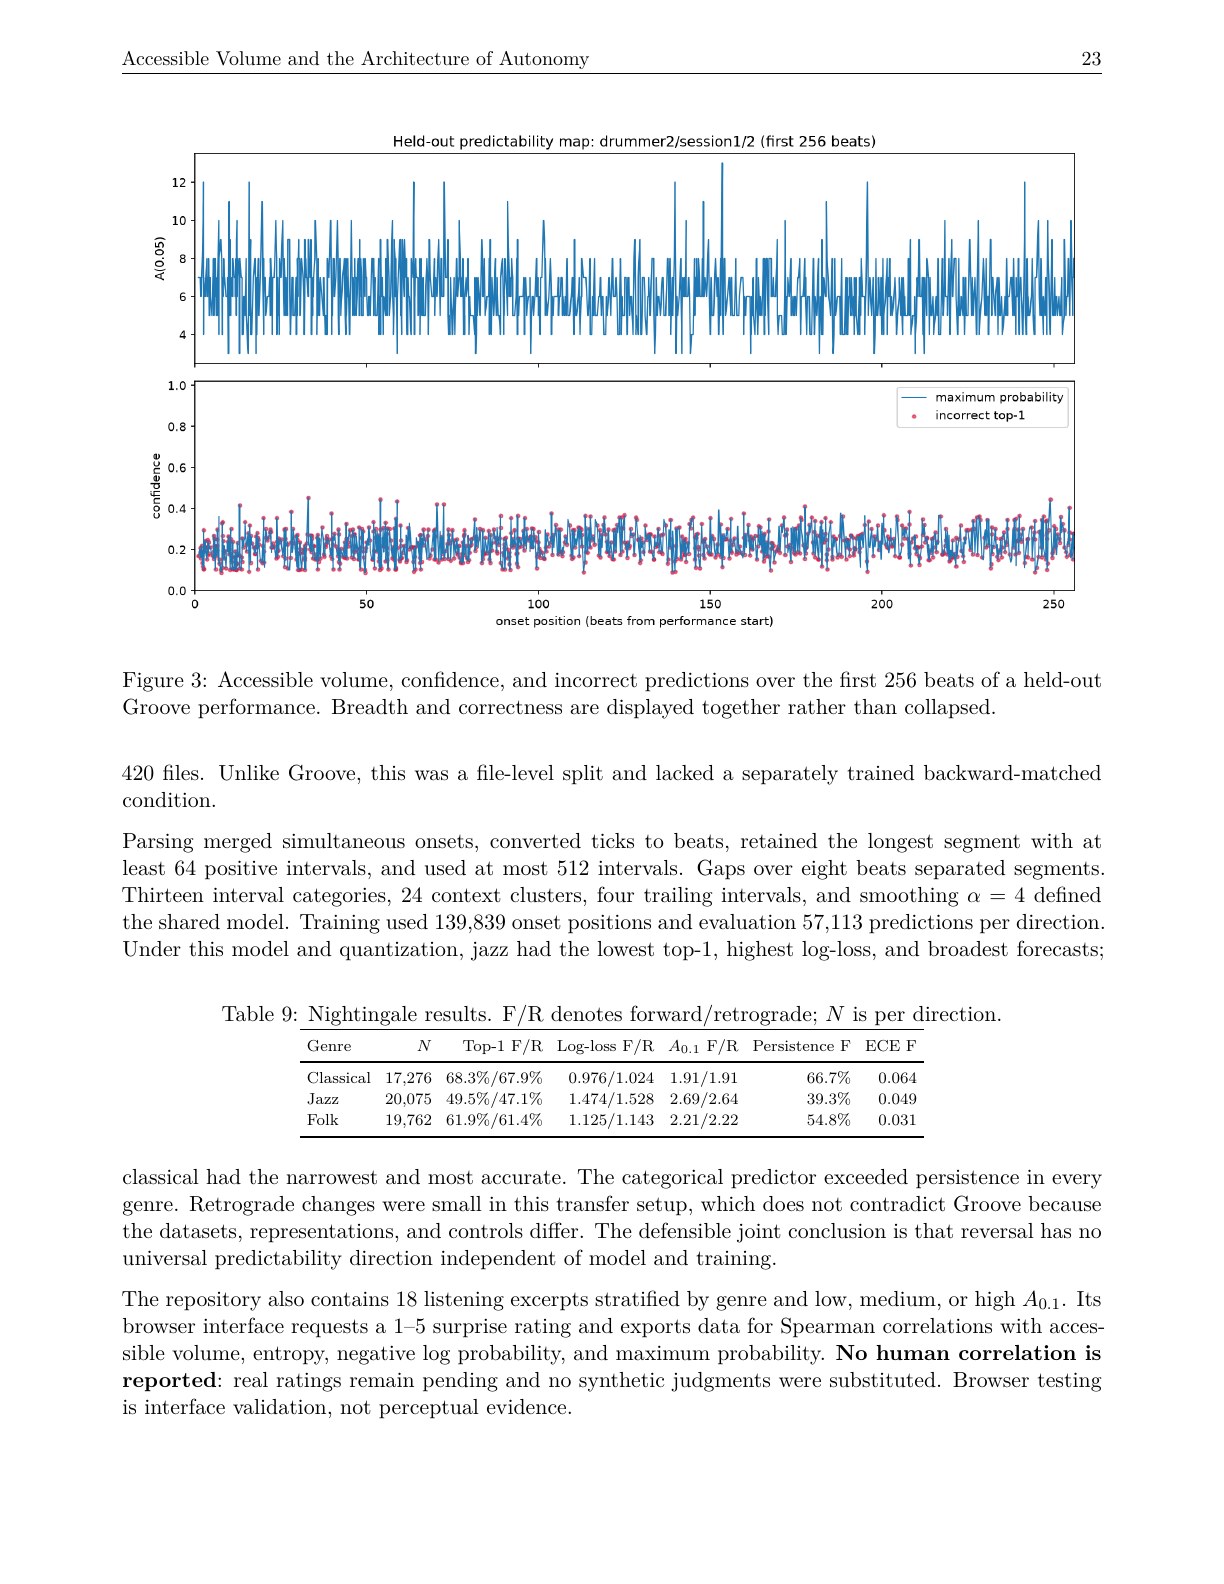 Accessible Volume and the Architecture of Autonomy 23
Held-out predictability map: drummer2/session1/2 (first 256 beats)
12
10
8
6
4
A(0.05)
1.0
0.8
0.6
0.4
0.2
0.0
confidence
maximum probability
incorrect top-1
0 50 100 150 200 250
onset position (beats from performance start)
Figure 3: Accessible volume, confidence, and incorrect predictions over the first 256 beats of a held-out
Groove performance. Breadth and correctness are displayed together rather than collapsed.
420 files. Unlike Groove, this was a file-level split and lacked a separately trained backward-matched
condition.
Parsing merged simultaneous onsets, converted ticks to beats, retained the longest segment with at
least 64 positive intervals, and used at most 512 intervals. Gaps over eight beats separated segments.
Thirteen interval categories, 24 context clusters, four trailing intervals, and smoothing α = 4 defined
the shared model. Training used 139,839 onset positions and evaluation 57,113 predictions per direction.
Under this model and quantization, jazz had the lowest top-1, highest log-loss, and broadest forecasts;
Table 9: Nightingale results. F/R denotes forward/retrograde; N is per direction.
Genre N Top-1 F/R Log-loss F/R A0.1 F/R Persistence F ECE F
Classical 17,276 68.3%/67.9% 0.976/1.024 1.91/1.91 66.7% 0.064
Jazz 20,075 49.5%/47.1% 1.474/1.528 2.69/2.64 39.3% 0.049
Folk 19,762 61.9%/61.4% 1.125/1.143 2.21/2.22 54.8% 0.031
classical had the narrowest and most accurate. The categorical predictor exceeded persistence in every
genre. Retrograde changes were small in this transfer setup, which does not contradict Groove because
the datasets, representations, and controls differ. The defensible joint conclusion is that reversal has no
universal predictability direction independent of model and training.
The repository also contains 18 listening excerpts stratified by genre and low, medium, or high A0.1. Its
browser interface requests a 1–5 surprise rating and exports data for Spearman correlations with acces-
sible volume, entropy, negative log probability, and maximum probability. No human correlation is
reported: real ratings remain pending and no synthetic judgments were substituted. Browser testing
is interface validation, not perceptual evidence.